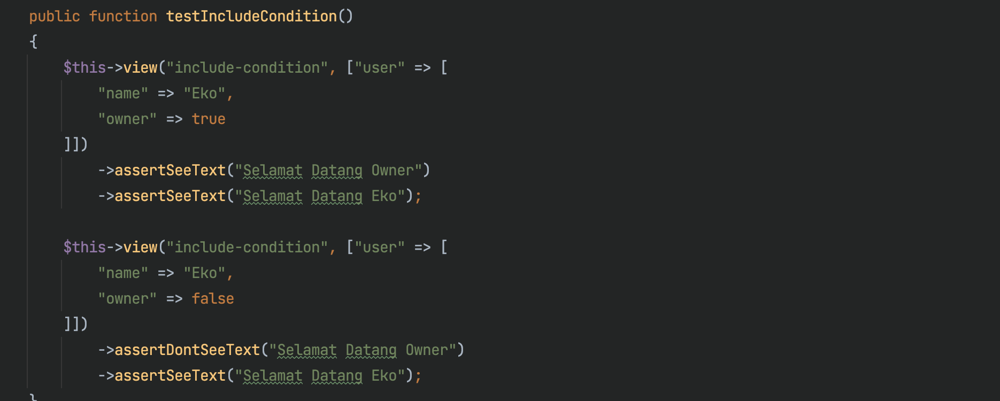 public function testIncludeCondition()
{
$this->view("include-condition", ["user" => [
"name" => "Eko",
"owner" => true
]])
->assertSeeText("Selamat Datang Owner")
->assertSeeText("Selamat Datang Eko");
$this->view("include-condition", ["user" => [
"name" => "Eko",
"owner" => false
]])
->assertDontSeeText("Selamat Datang Owner")
->assertSeeText("Selamat Datang Eko");
}